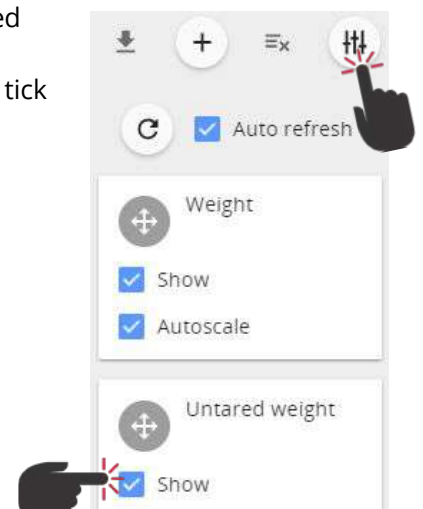 ed
tick
Auto refresh
Weight
Show
Autoscale
Untared weight
Show